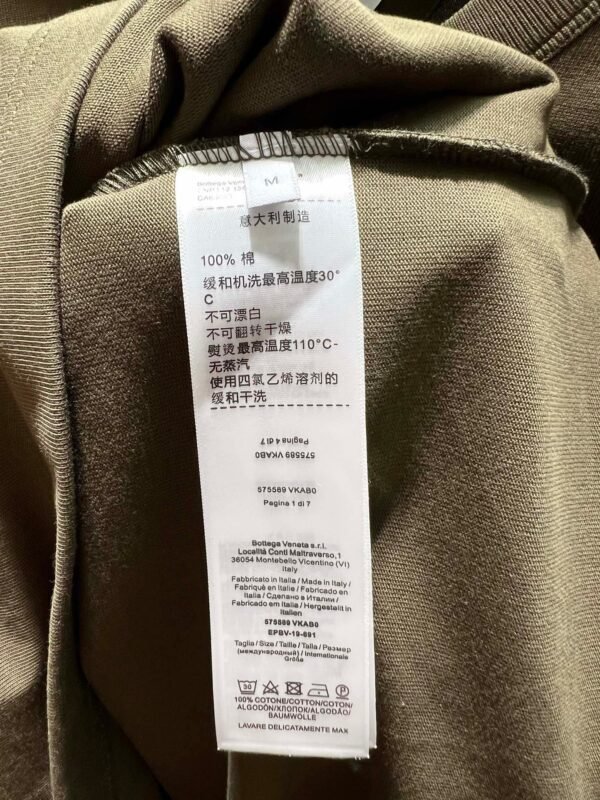 Bottega Vene
M
意大利制造
100% 棉
缓和机洗最高温度30°
C
不可漂白
不可翻转干燥
熨烫最高温度110°C-
无蒸汽
使用四氯乙烯溶剂的
缓和干洗
Pagina 4 di 7
575589 VKAB0
575589 VKAB0
Pagina 1 di 7
Bottega Veneta s.r.l.
Località Conti Maltraverso,1
36054 Montebello Vicentino (VI)
Italy
Fabbricato in Italia / Made in Italy /
Fabriqué en Italie / Fabricado en
Italia / Сделано в Италии /
Fabricado em Itália / Hergestellt in
Italien
575589 VKAB0
EPBV-19-891
Taglia / Size / Taille / Talla / Размер
(международный) / Internationale
Größe
30
P
100% COTONE/COTTON/COTON/
ALGODÓN/ХЛОПОК/ALGODÃO/
BAUMWOLLE
LAVARE DELICATAMENTE MAX